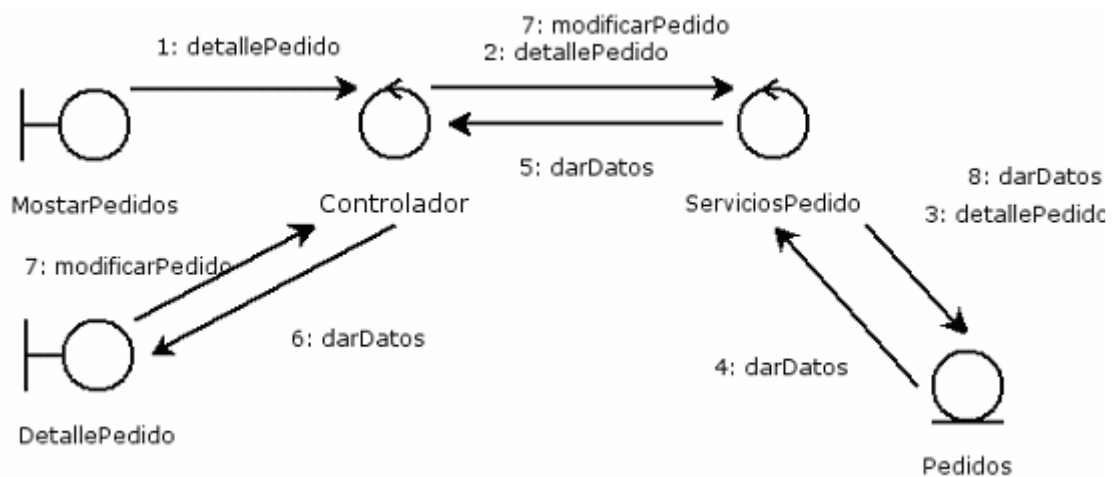 7: modificarPedido
1: detallePedido
2: detallePedido
5: darDatos
8: darDatos
MostarPedidos
Controlador
ServiciosPedido
3: detallePedido
7: modificarPedido
6: darDatos
4: darDatos
DetallePedido
Pedidos